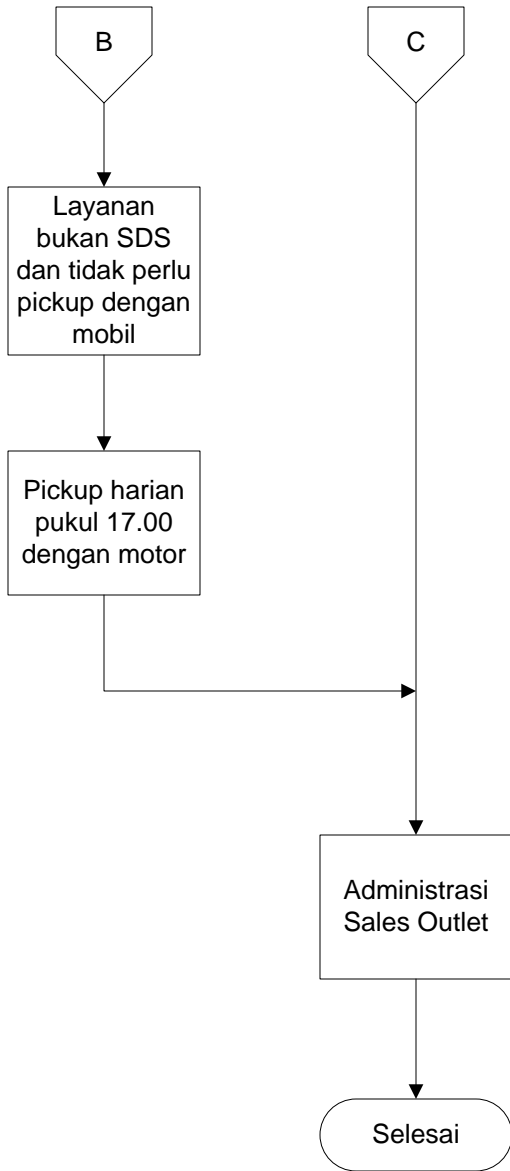 B
C
Layanan
bukan SDS
dan tidak perlu
pickup dengan
mobil
Pickup harian
pukul 17.00
dengan motor
Administrasi
Sales Outlet
Selesai